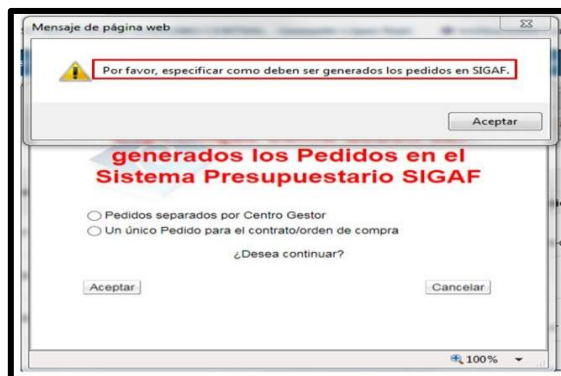 Mensaje de página web
Por favor, especificar como deben ser generados los pedidos en SIGAF.
Aceptar
generados los Pedidos en el
Sistema Presupuestario SIGAF
Pedidos separados por Centro Gestor
Un único Pedido para el contrato/orden de compra
¿Desea continuar?
Aceptar
Cancelar
100%